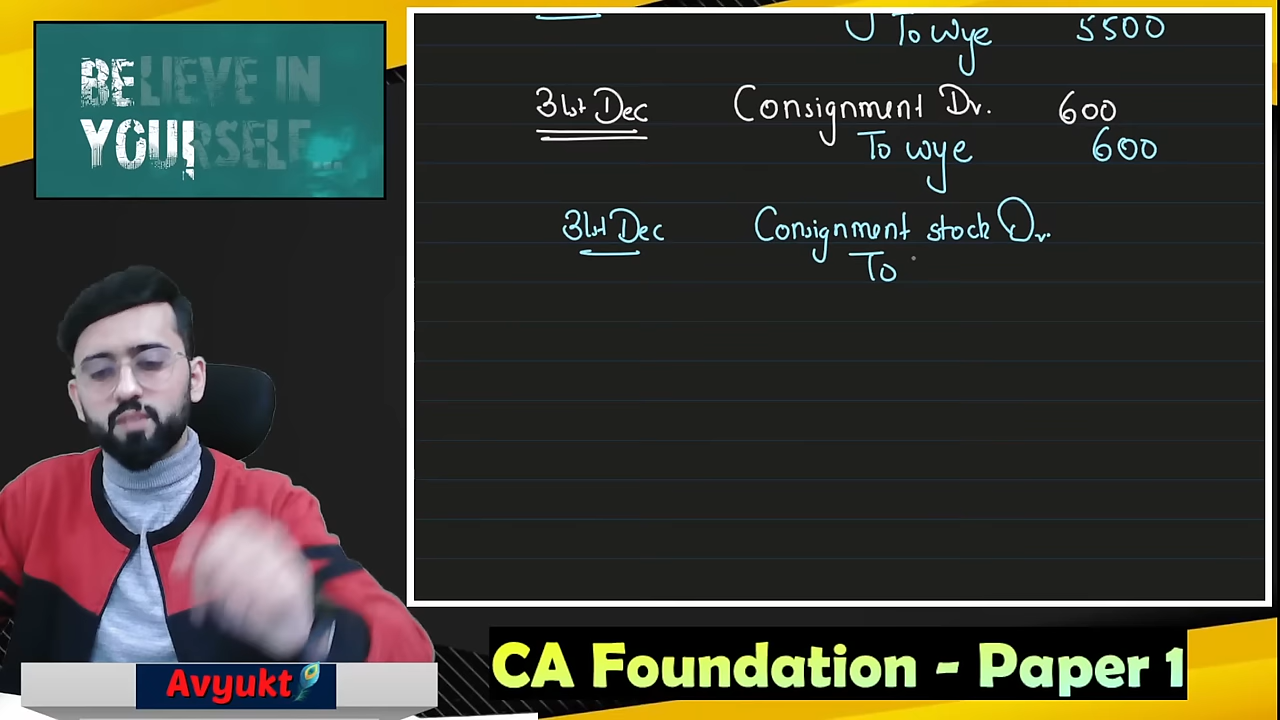 BELIEVE IN
YOURSELF...
To wye 5500
31st Dec Consignment Dr. 600
To wye 600
31st Dec Consignment stock Dr.
To
Avyukt
CA Foundation - Paper 1